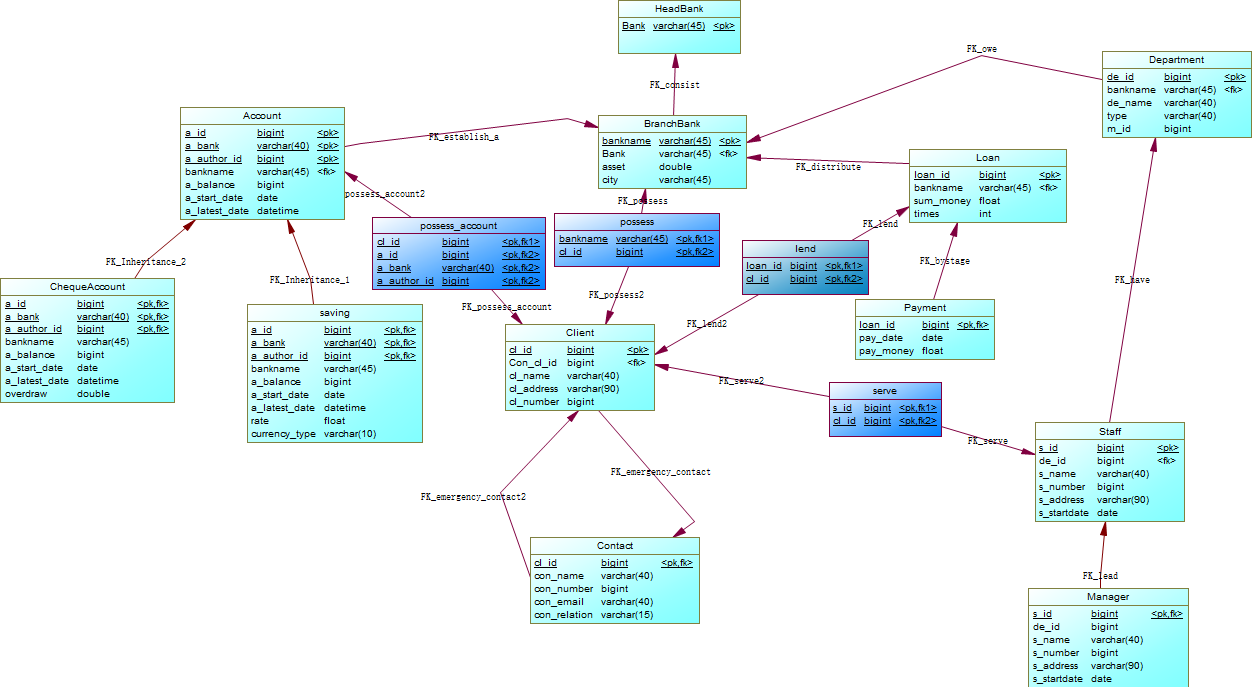 HeadBank
Bank varchar(45) <pk>
FK_consist
FK_owe
Department
de_id bigint <pk>
bankname varchar(45) <fk>
de_name varchar(40)
type varchar(40)
m_id bigint
Account
a_id bigint <pk>
a_bank varchar(40) <pk>
a_author_id bigint <pk>
bankname varchar(45) <fk>
a_balance bigint
a_start_date date
a_latest_date datetime
FK_establish_a
BranchBank
bankname varchar(45) <pk>
Bank varchar(45) <fk>
asset double
city varchar(45)
FK_distribute
Loan
loan_id bigint <pk>
bankname varchar(45) <fk>
sum_money float
times int
possess_account2
FK_possess
FK_lend
possess_account
cl_id bigint <pk,fk1>
a_id bigint <pk,fk2>
a_bank varchar(40) <pk,fk2>
a_author_id bigint <pk,fk2>
possess
bankname varchar(45) <pk,fk1>
cl_id bigint <pk,fk2>
lend
loan_id bigint <pk,fk1>
cl_id bigint <pk,fk2>
FK_Inheritance_2
FK_Inheritance_1
FK_bystage
FK_have
ChequeAccount
a_id bigint <pk,fk>
a_bank varchar(40) <pk,fk>
a_author_id bigint <pk,fk>
bankname varchar(45)
a_balance bigint
a_start_date date
a_latest_date datetime
overdraw double
saving
a_id bigint <pk,fk>
a_bank varchar(40) <pk,fk>
a_author_id bigint <pk,fk>
bankname varchar(45)
a_balance bigint
a_start_date date
a_latest_date datetime
rate float
currency_type varchar(10)
FK_possess_account
FK_possess2
FK_lend2
Payment
loan_id bigint <pk,fk>
pay_date date
pay_money float
Client
cl_id bigint <pk>
Con_cl_id bigint <fk>
cl_name varchar(40)
cl_address varchar(90)
cl_number bigint
FK_serve2
serve
s_id bigint <pk,fk1>
cl_id bigint <pk,fk2>
FK_serve
Staff
s_id bigint <pk>
de_id bigint <fk>
s_name varchar(40)
s_number bigint
s_address varchar(90)
s_startdate date
FK_emergency_contact
FK_emergency_contact2
Contact
cl_id bigint <pk,fk>
con_name varchar(40)
con_number bigint
con_email varchar(40)
con_relation varchar(15)
FK_lead
Manager
s_id bigint <pk,fk>
de_id bigint
s_name varchar(40)
s_number bigint
s_address varchar(90)
s_startdate date